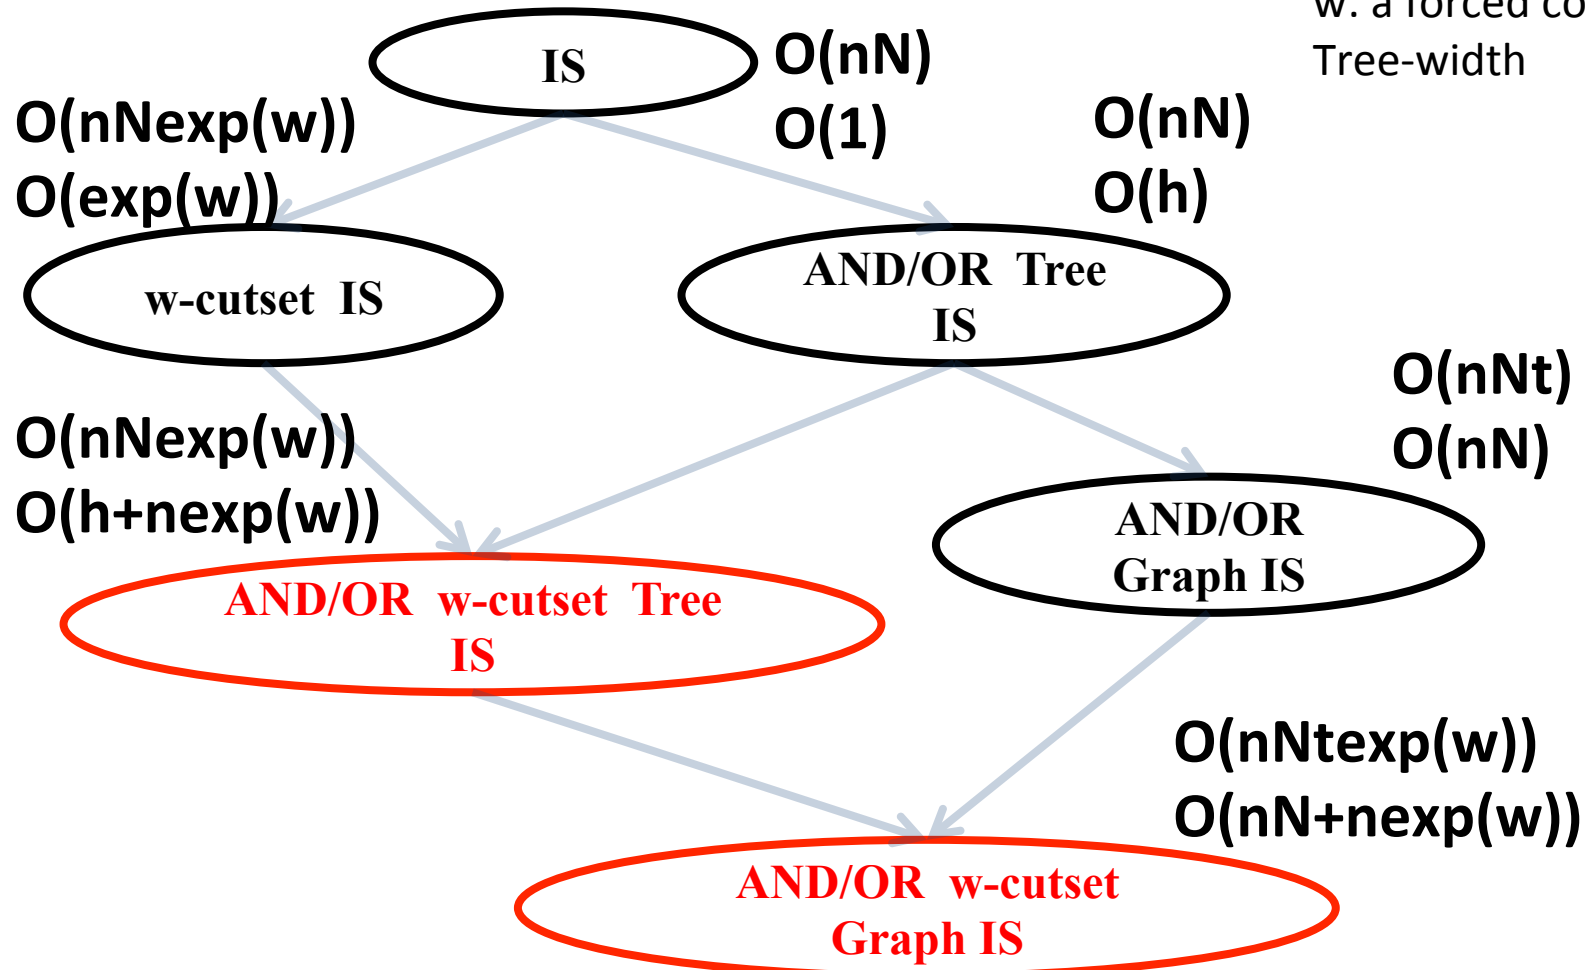 w: a forced
Tree-width
IS
O(nN)
O(1)
O(nNexp(w))
O(exp(w))
O(nN)
O(h)
w-cutset IS
AND/OR Tree
IS
O(nNt)
O(nN)
O(nNexp(w))
O(h+nexp(w))
AND/OR
Graph IS
AND/OR w-cutset Tree
IS
O(nNtexp(w))
O(nN+nexp(w))
AND/OR w-cutset
Graph IS